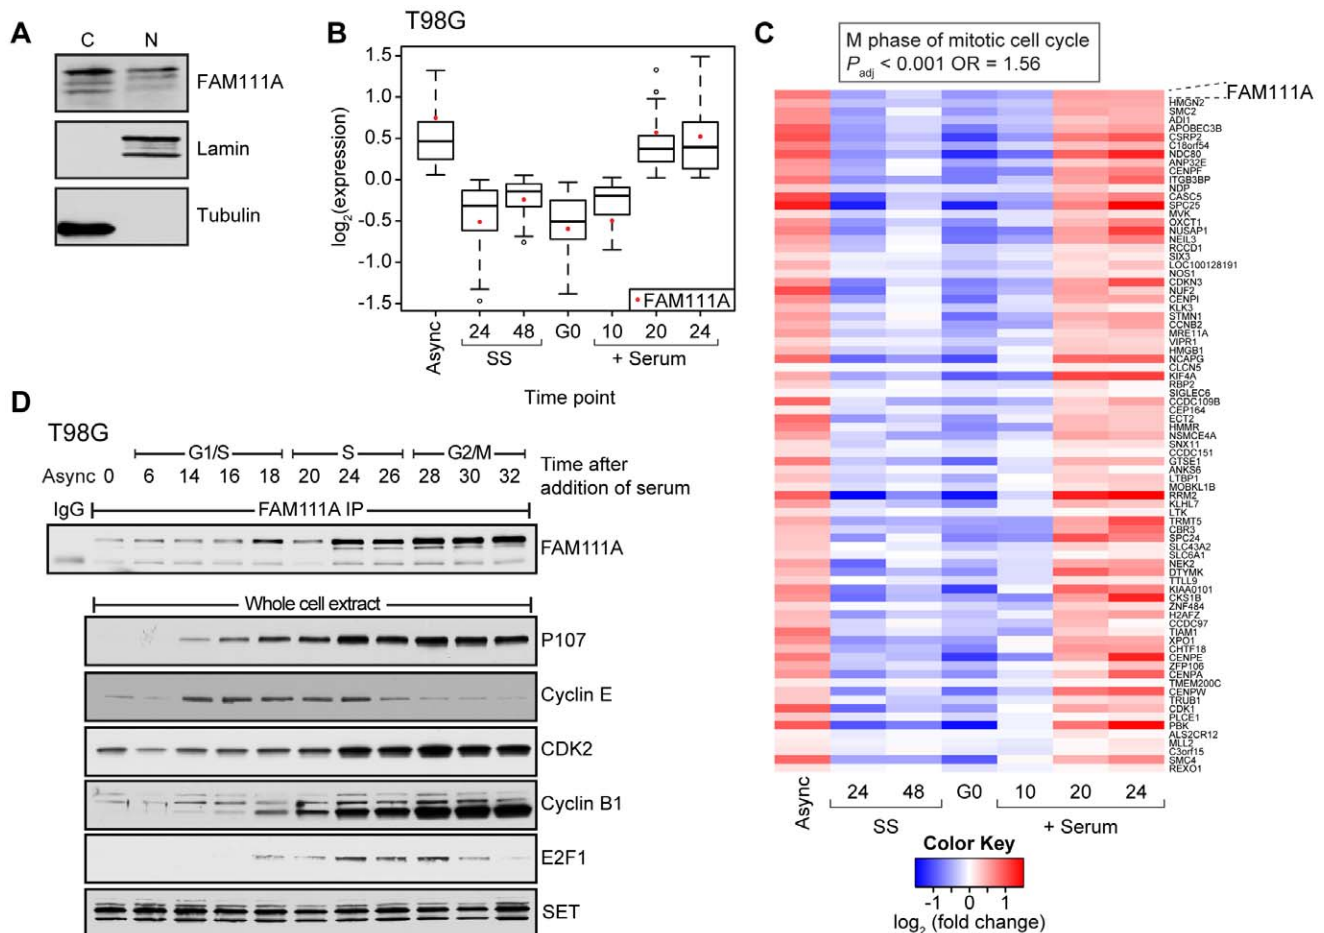 A
C N
FAM111A
Lamin
Tubulin
B
T98G
log2(expression)
1.5
1.0
0.5
0.0
-0.5
-1.0
-1.5
FAM111A
Async 24 48 G0 10 20 24
SS + Serum
Time point
C
M phase of mitotic cell cycle
Padj < 0.001 OR = 1.56
FAM111A
HMGN2
SMC2
ADI1
APOBEC3B
CSRP2
C18orf54
NDC80
ANP32E
CENPF
ITGB3BP
NDP
CASC5
SPC25
MVK
OXCT1
NUSAP1
NEIL3
RCCD1
SIX3
LOC100128191
NOS1
CDKN3
NUF2
CENPI
KLK3
STMN1
CCNB2
MRE11A
VIPR1
HMGB1
NCAPG
CLCN5
KIF4A
RBP2
SIGLEC6
CCDC109B
CEP164
ECT2
HMMR
NSMCE4A
SNX11
CCDC151
GTSE1
ANKS6
LTBP1
MOBKL1B
RRM2
KLHL7
LTK
TRMT5
CBR3
SPC24
SLC43A2
SLC6A1
NEK2
DTYMK
TTLL9
KIAA0101
CKS1B
ZNF484
H2AFZ
CCDC97
TIAM1
XPO1
CHTF18
CENPE
ZFP106
CENPA
TMEM200C
CENPW
TRUB1
CDK1
PLCE1
PBK
ALS2CR12
MLL2
C3orf15
SMC4
REXO1
Async 24 48 G0 10 20 24
SS + Serum
Color Key
-1 0 1
log2 (fold change)
D
T98G
G1/S S G2/M
Async 0 6 14 16 18 20 24 26 28 30 32
Time after
addition of serum
IgG FAM111A IP
FAM111A
Whole cell extract
P107
Cyclin E
CDK2
Cyclin B1
E2F1
SET